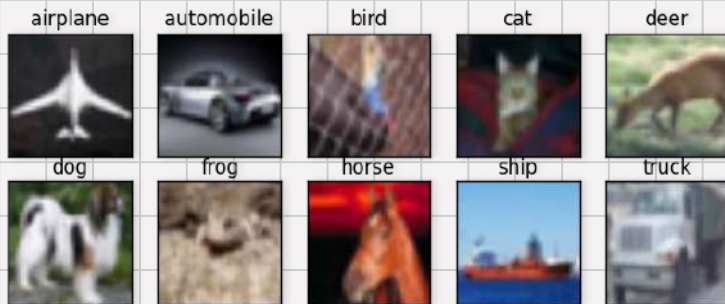 airplane automobile bird cat deer
dog frog horse ship truck